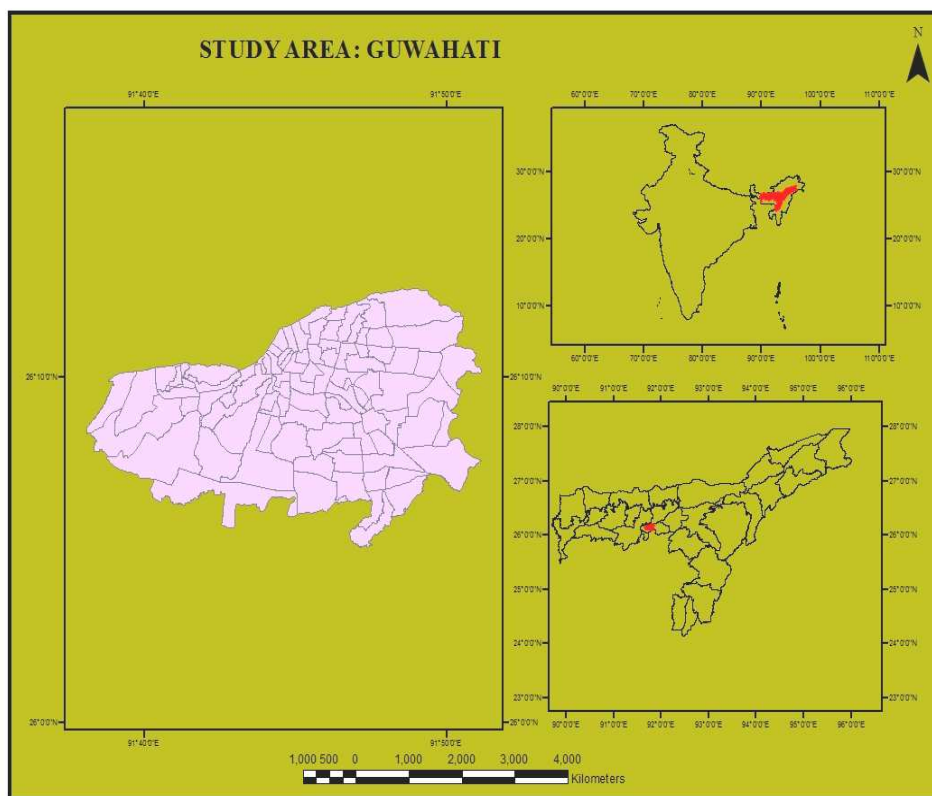 STUDY AREA: GUWAHATI
N
91°40'0"E 91°50'0"E
26°10'0"N 26°10'0"N
26°0'0"N 26°0'0"N
91°40'0"E 91°50'0"E
60°0'0"E 70°0'0"E 80°0'0"E 90°0'0"E 100°0'0"E 110°0'0"E
30°0'0"N 30°0'0"N
20°0'0"N 20°0'0"N
10°0'0"N 10°0'0"N
60°0'0"E 70°0'0"E 80°0'0"E 90°0'0"E 100°0'0"E 110°0'0"E
90°0'0"E 91°0'0"E 92°0'0"E 93°0'0"E 94°0'0"E 95°0'0"E 96°0'0"E
28°0'0"N 28°0'0"N
27°0'0"N 27°0'0"N
26°0'0"N 26°0'0"N
25°0'0"N 25°0'0"N
24°0'0"N 24°0'0"N
23°0'0"N 23°0'0"N
90°0'0"E 91°0'0"E 92°0'0"E 93°0'0"E 94°0'0"E 95°0'0"E 96°0'0"E
1,000 500 0 1,000 2,000 3,000 4,000
Kilometers